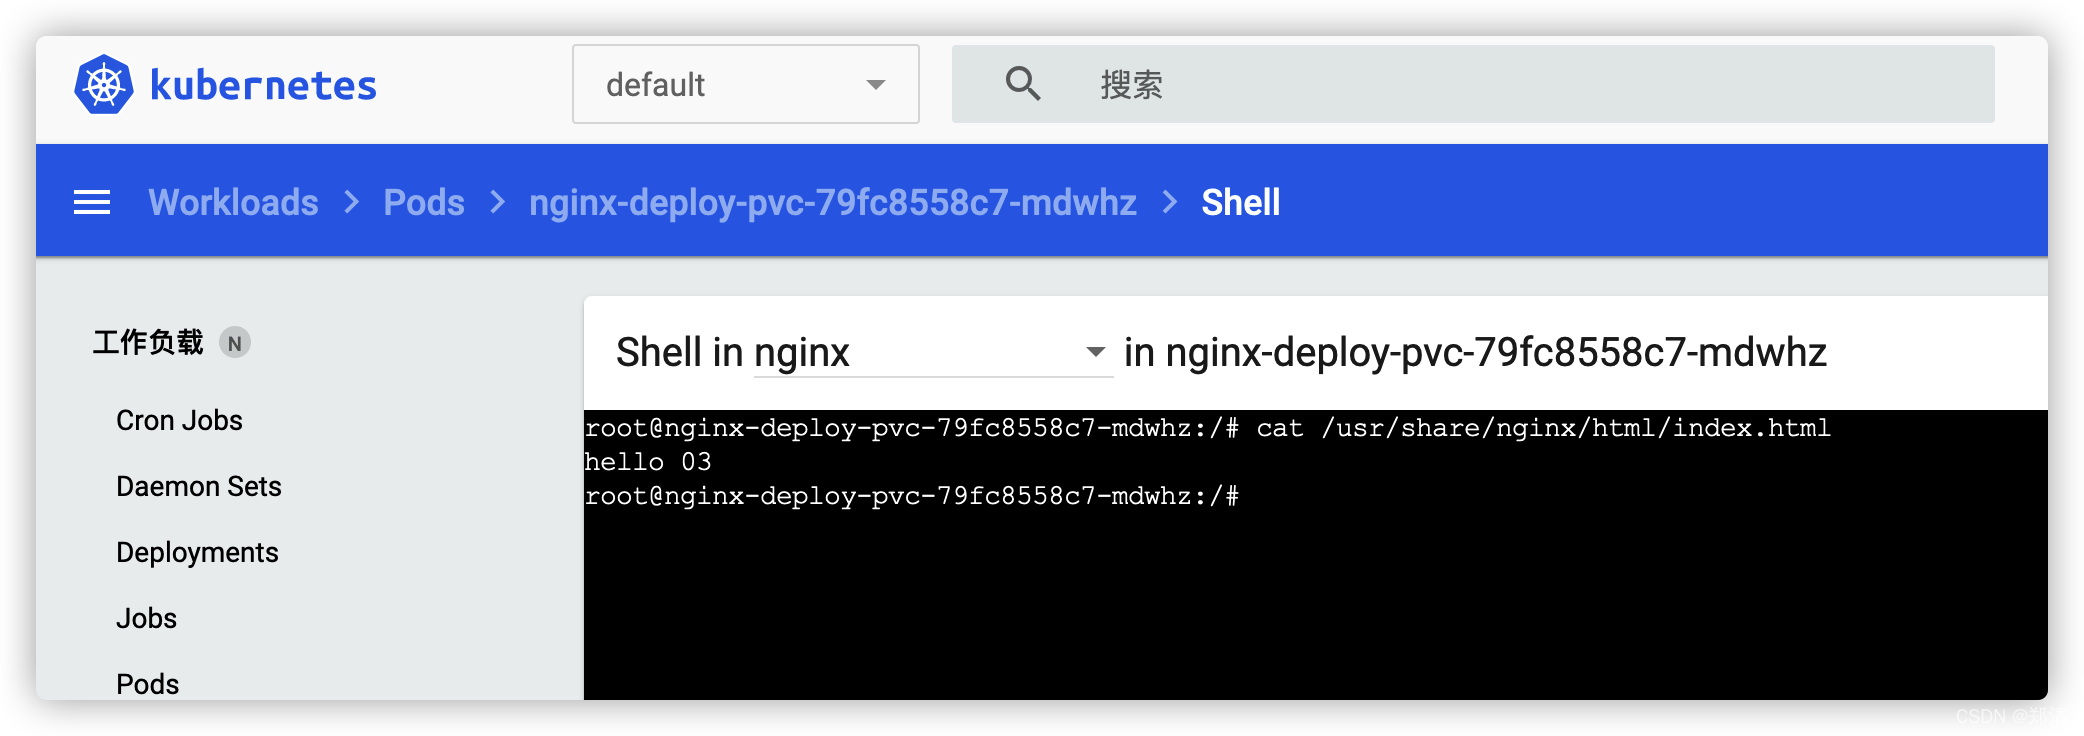 kubernetes
default
搜索
Workloads > Pods > nginx-deploy-pvc-79fc8558c7-mdwhz > Shell
工作负载 N
Cron Jobs
Daemon Sets
Deployments
Jobs
Pods
Shell in nginx in nginx-deploy-pvc-79fc8558c7-mdwhz
root@nginx-deploy-pvc-79fc8558c7-mdwhz:/# cat /usr/share/nginx/html/index.html
hello 03
root@nginx-deploy-pvc-79fc8558c7-mdwhz:/#
CSDN @郑